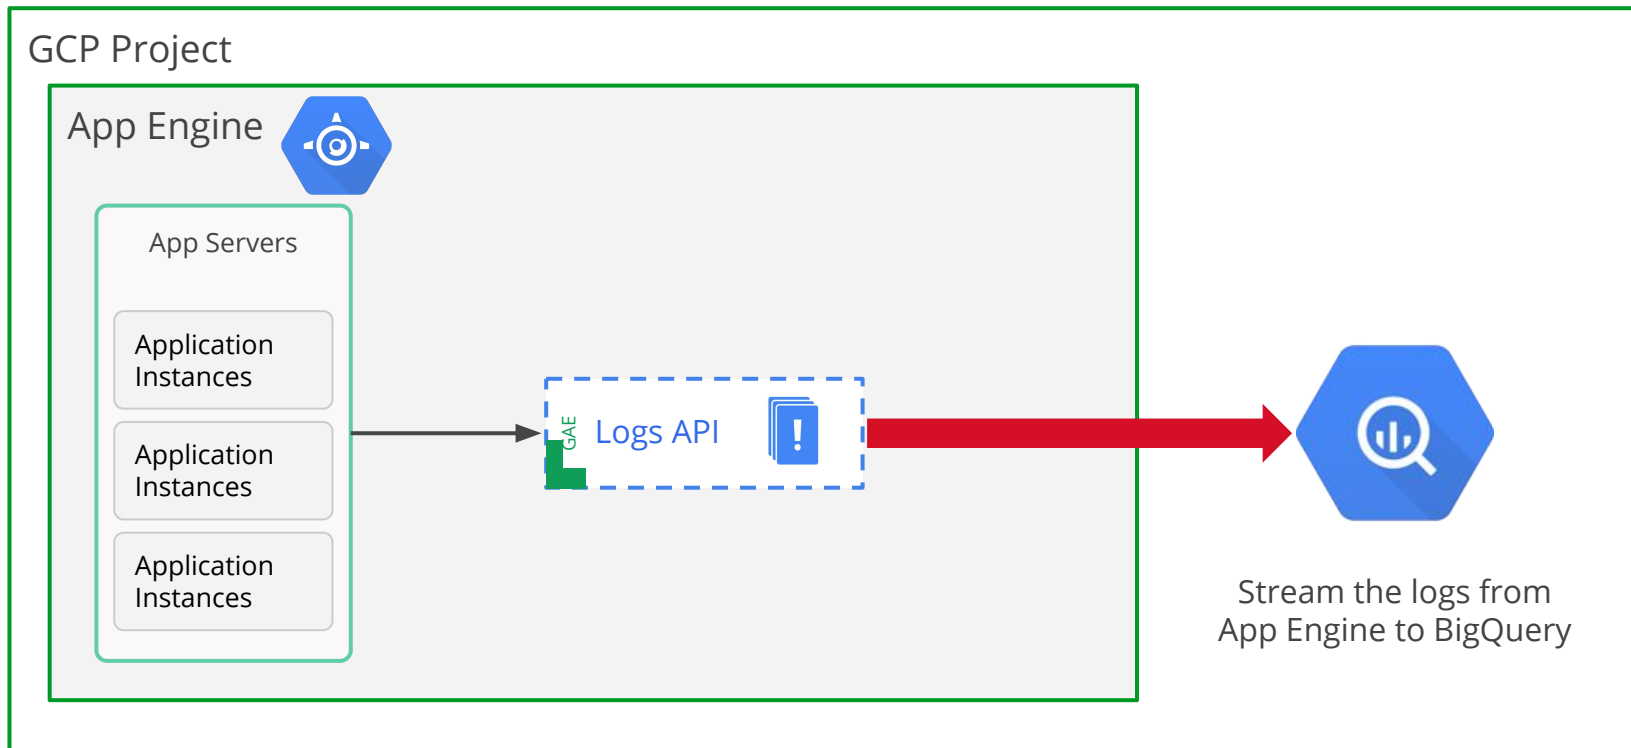 GCP Project
App Engine
App Servers
Application
Instances
Application
Instances
Application
Instances
GAE
Logs API
!
Stream the logs from
App Engine to BigQuery